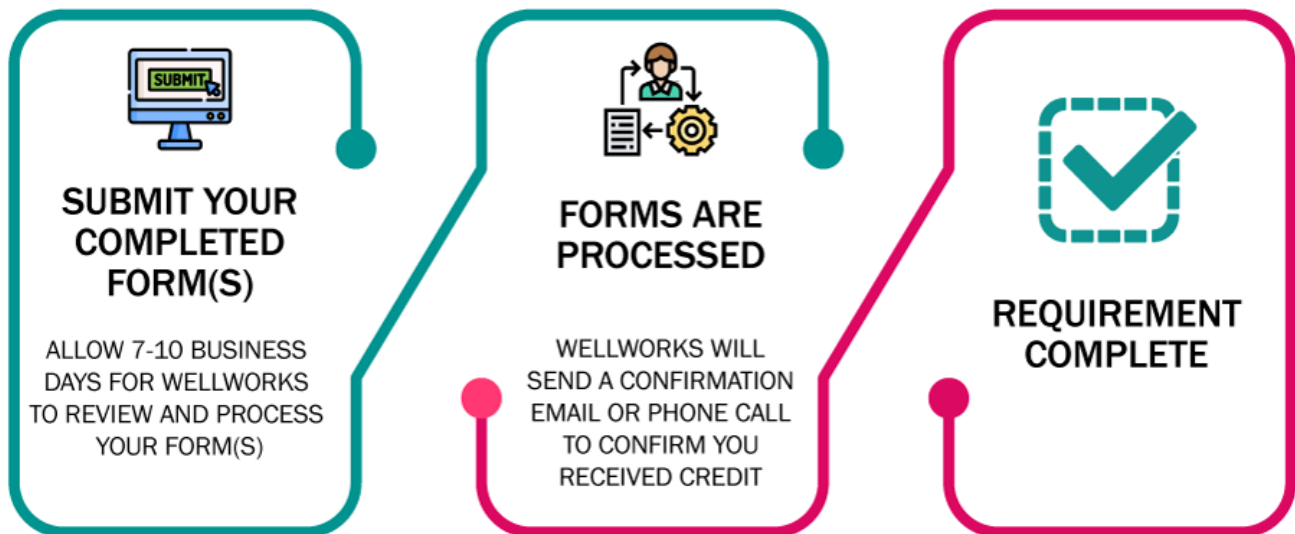 SUBMIT
SUBMIT YOUR
COMPLETED
FORM(S)
ALLOW 7-10 BUSINESS
DAYS FOR WELLWORKS
TO REVIEW AND PROCESS
YOUR FORM(S)
FORMS ARE
PROCESSED
WELLWORKS WILL
SEND A CONFIRMATION
EMAIL OR PHONE CALL
TO CONFIRM YOU
RECEIVED CREDIT
REQUIREMENT
COMPLETE